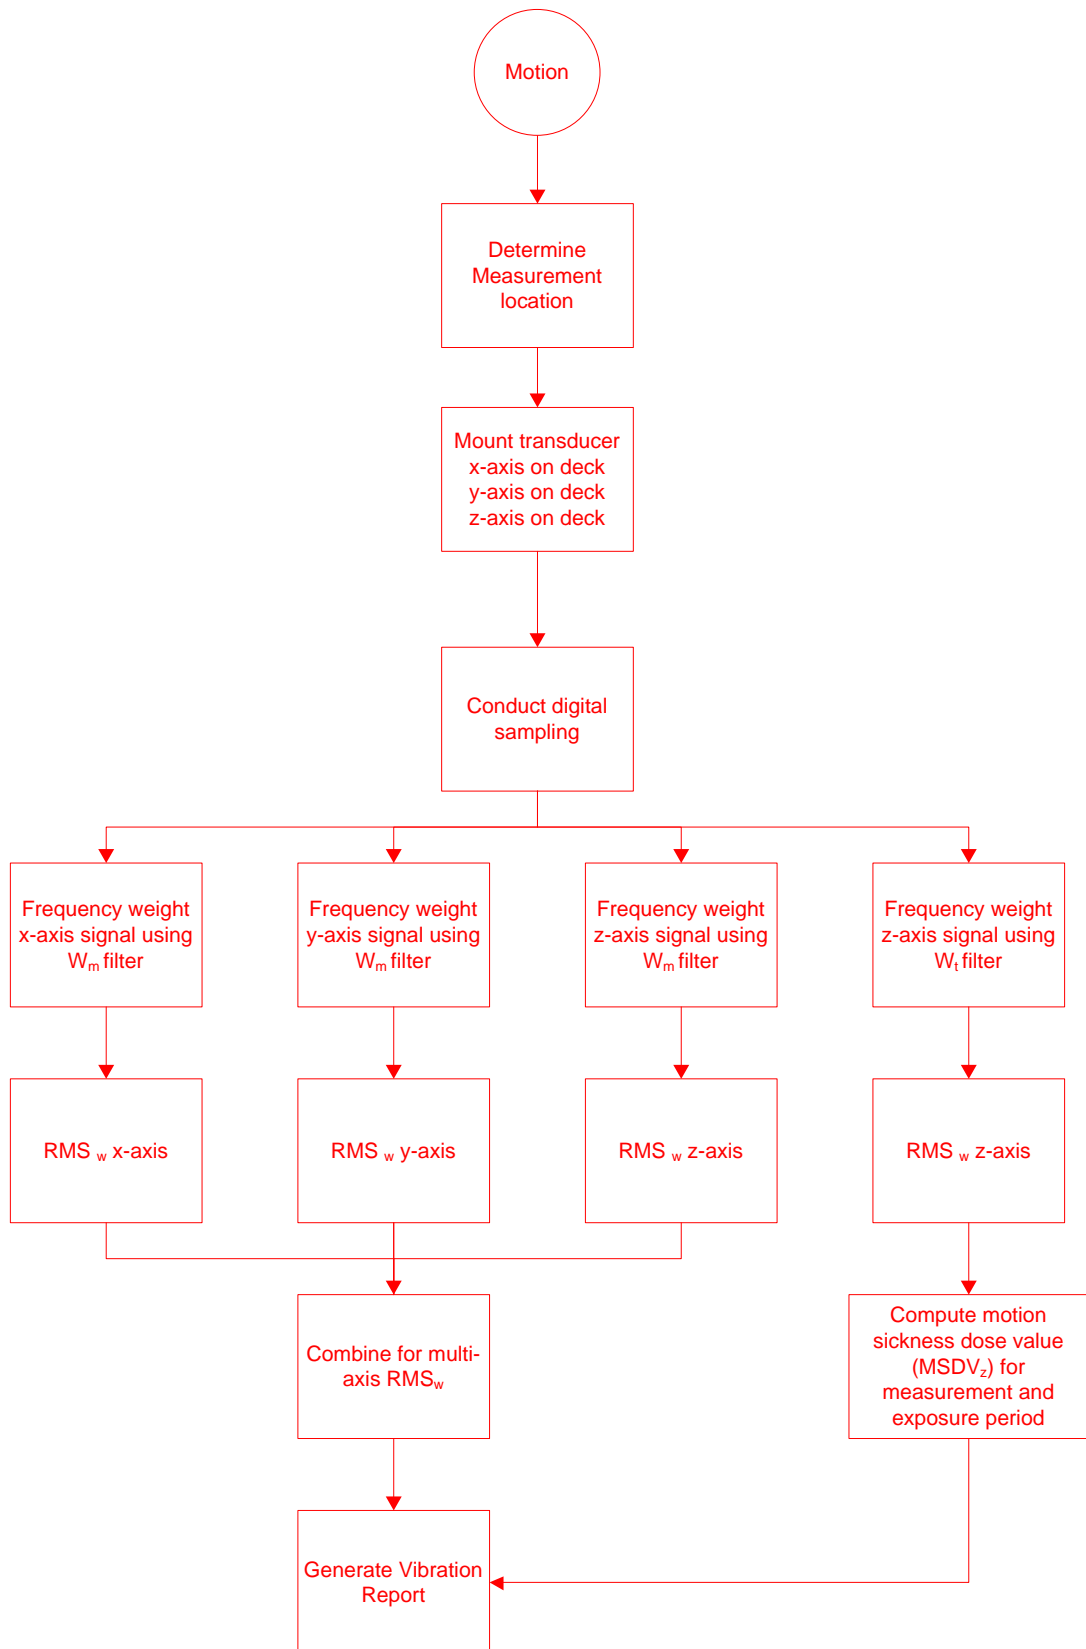 Motion
Determine
Measurement
location
Mount transducer
x-axis on deck
y-axis on deck
z-axis on deck
Conduct digital
sampling
Frequency weight
x-axis signal using
Wm filter
Frequency weight
y-axis signal using
Wm filter
Frequency weight
z-axis signal using
Wm filter
Frequency weight
z-axis signal using
Wt filter
RMS w x-axis
RMS w y-axis
RMS w z-axis
RMS w z-axis
Combine for multi-
axis RMSw
Compute motion
sickness dose value
(MSDVz) for
measurement and
exposure period
Generate Vibration
Report